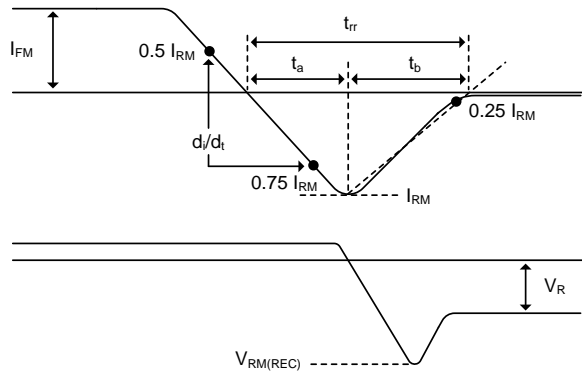 t_rr
I_FM
0.5 I_RM
t_a
t_b
d_i/d_t
0.25 I_RM
0.75 I_RM
I_RM
V_R
V_RM(REC)